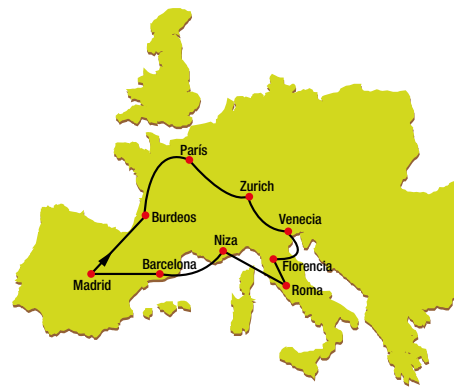 París
Zurich
Burdeos
Venecia
Niza
Barcelona
Florencia
Madrid
Roma